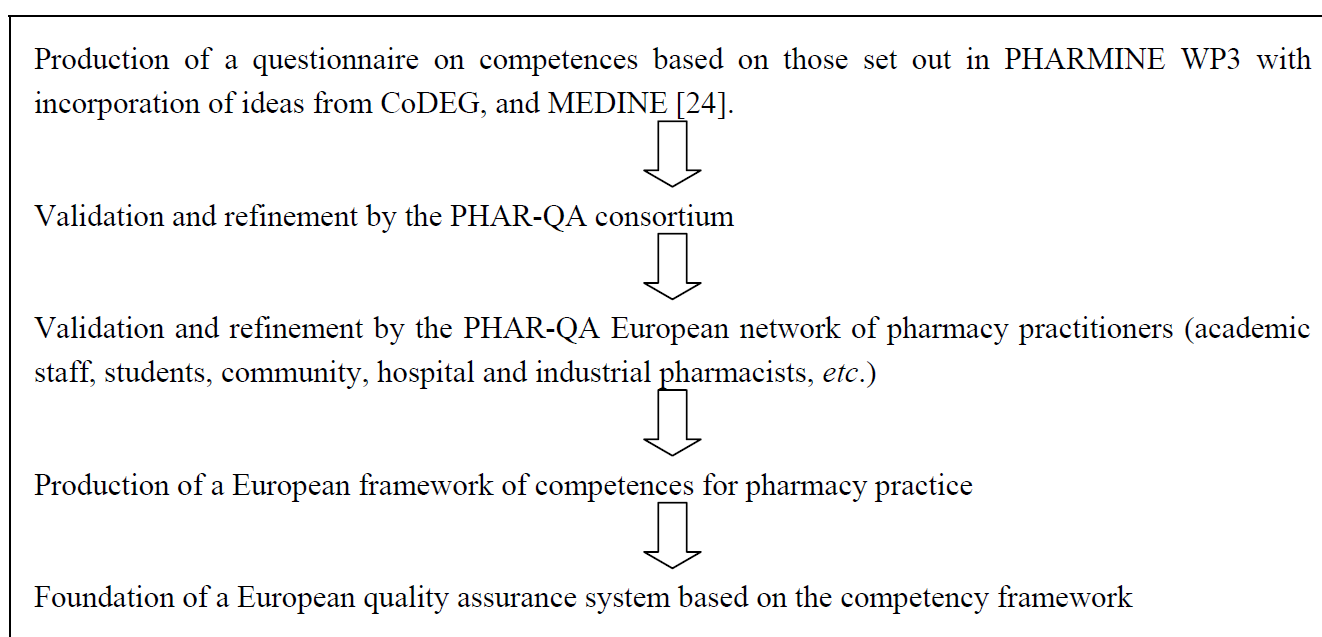 Production of a questionnaire on competences based on those set out in PHARMINE WP3 with
incorporation of ideas from CoDEG, and MEDINE [24].
Validation and refinement by the PHAR-QA consortium
Validation and refinement by the PHAR-QA European network of pharmacy practitioners (academic
staff, students, community, hospital and industrial pharmacists, etc.)
Production of a European framework of competences for pharmacy practice
Foundation of a European quality assurance system based on the competency framework